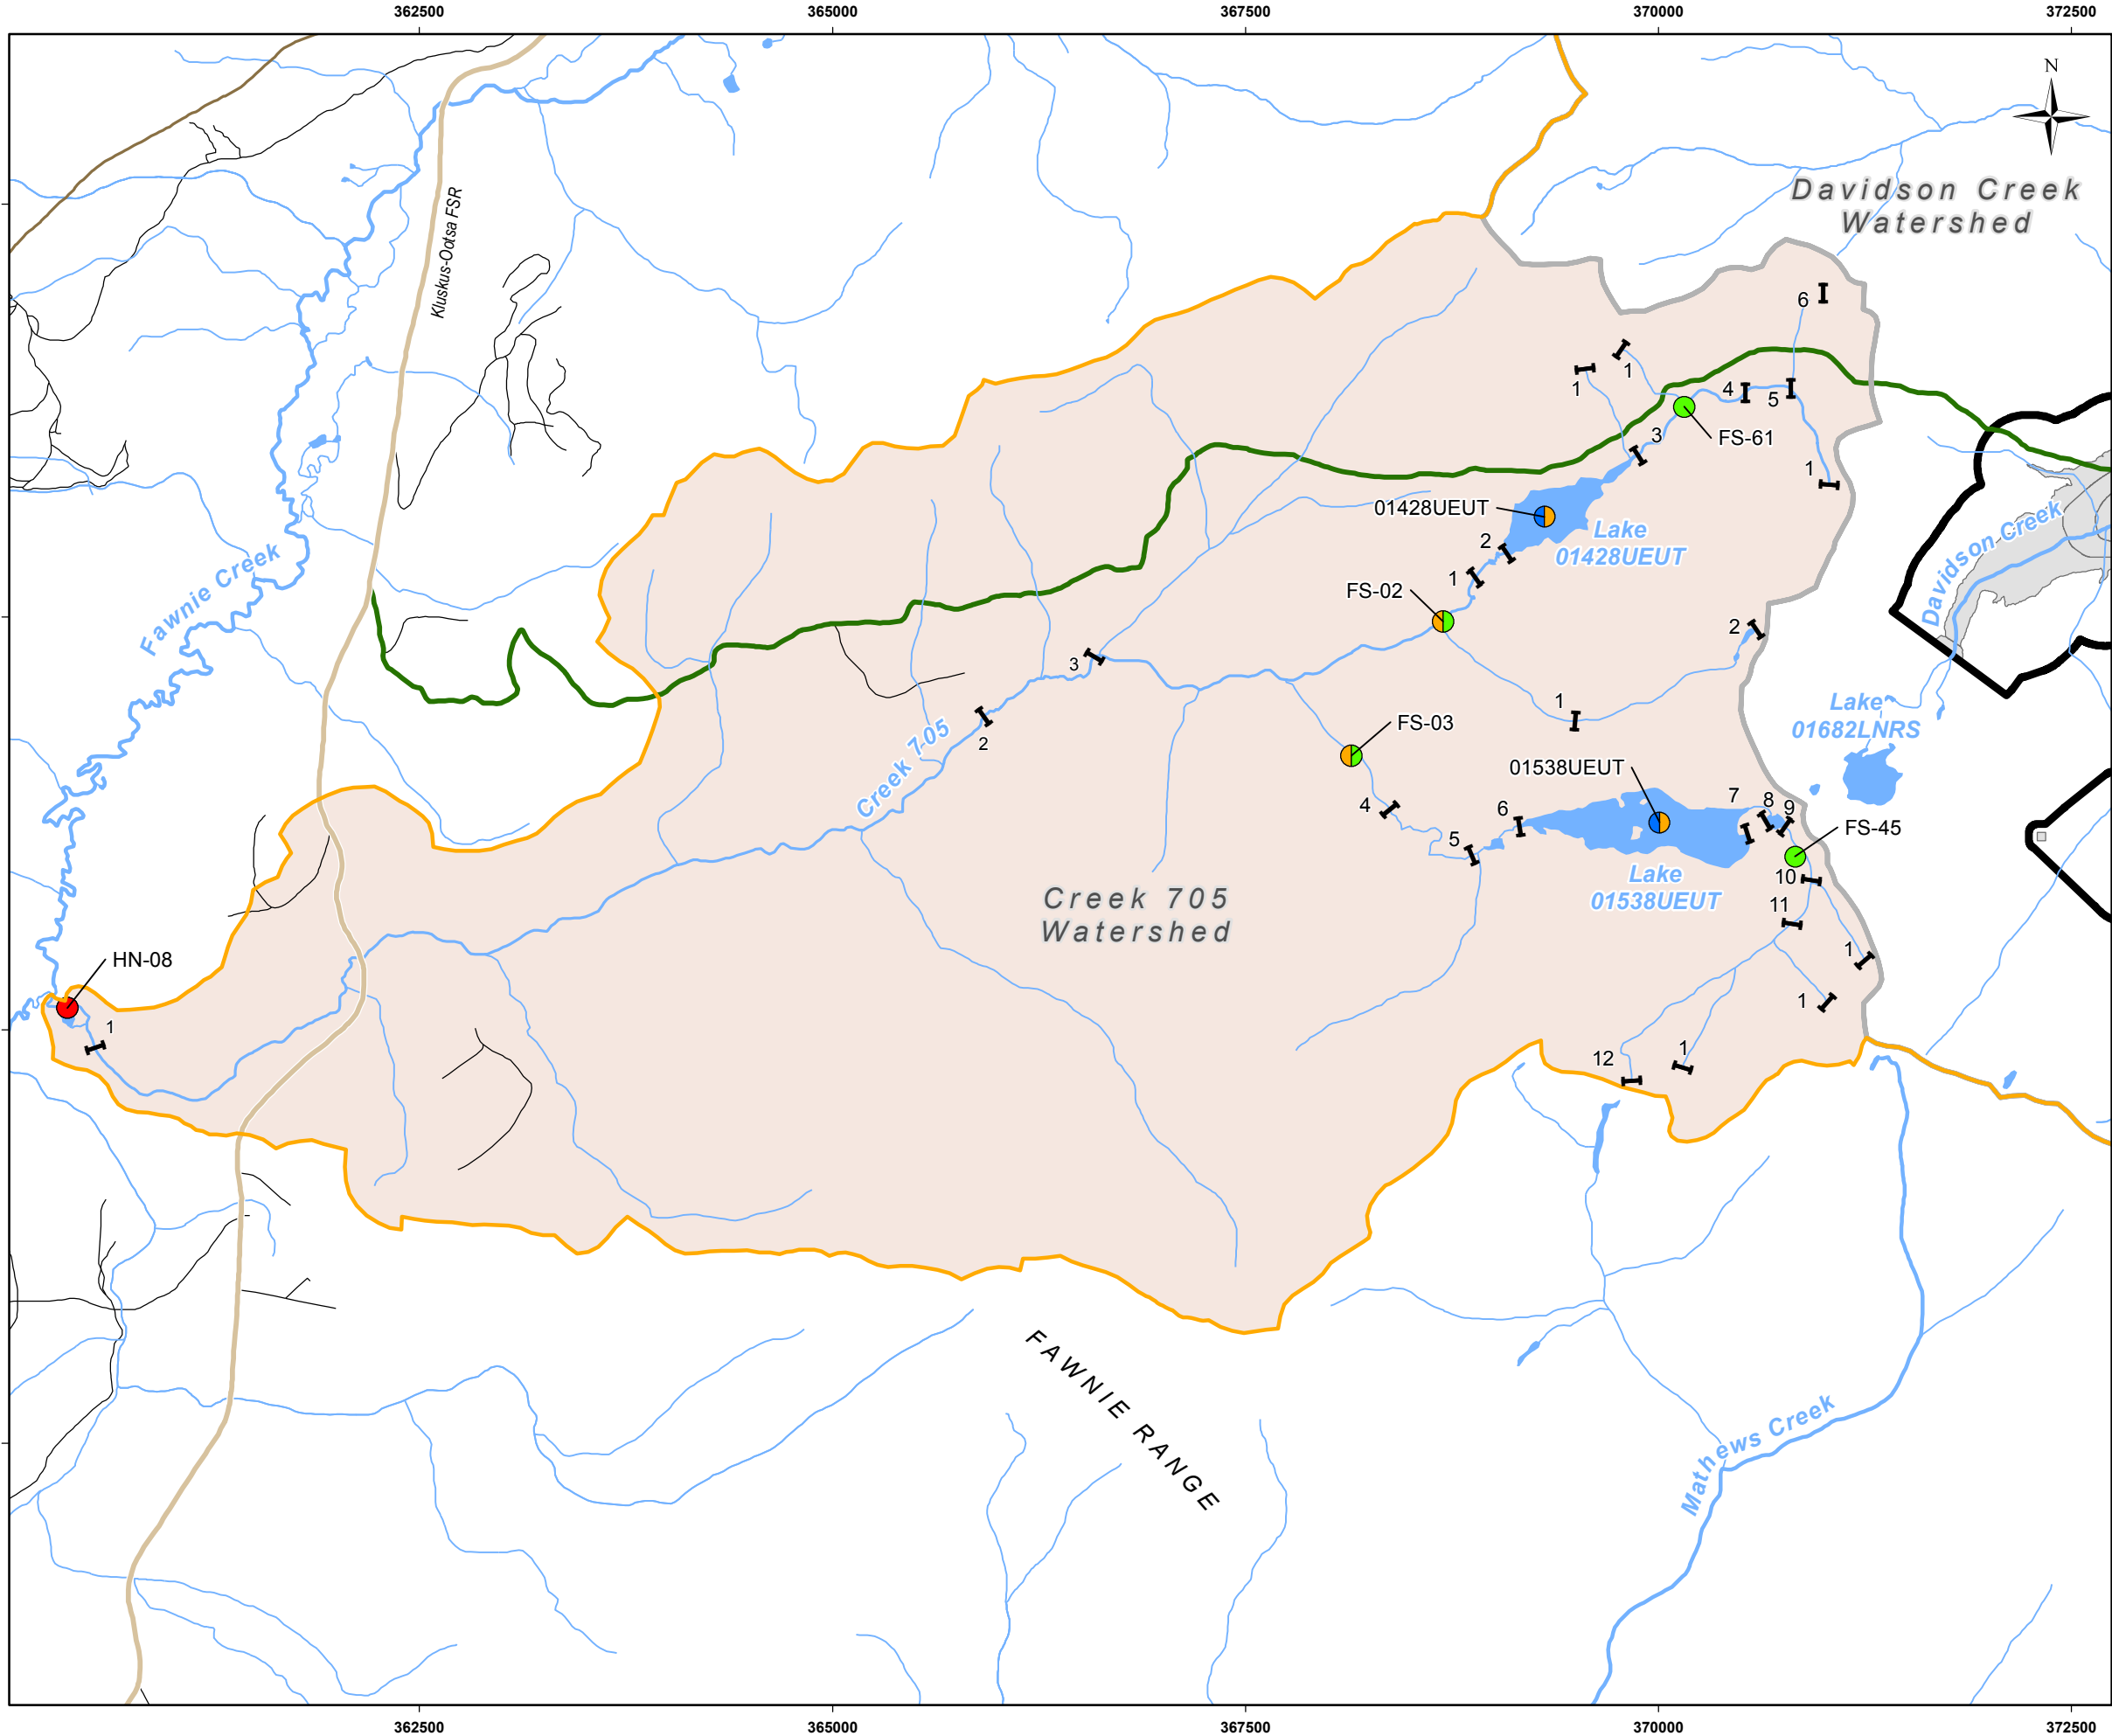 362500
365000
367500
370000
372500
N
Davidson Creek
Watershed
Kluskus-Ootsa FSR
6
1
1
4
5
3
FS-61
1
01428UEUT
Lake
01428UEUT
2
1
Davidson Creek
Fawnie Creek
FS-02
2
3
1
Lake
01682LNRS
FS-03
2
Creek 705
01538UEUT
4
6
7
8
9
5
FS-45
Lake
01538UEUT
10
11
Creek 705
Watershed
1
HN-08
1
1
12
1
FAWNIE RANGE
Mathews Creek
362500
365000
367500
370000
372500